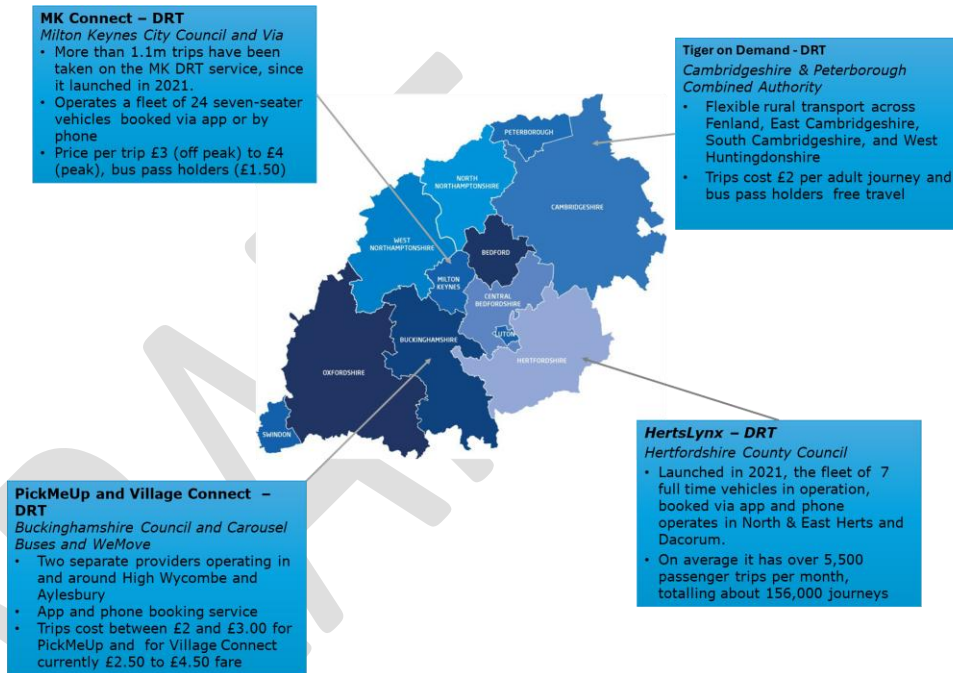 MK Connect – DRT
Milton Keynes City Council and Via
• More than 1.1m trips have been
taken on the MK DRT service, since
it launched in 2021.
• Operates a fleet of 24 seven-seater
vehicles booked via app or by
phone
• Price per trip £3 (off peak) to £4
(peak), bus pass holders (£1.50)
Tiger on Demand - DRT
Cambridgeshire & Peterborough
Combined Authority
• Flexible rural transport across
Fenland, East Cambridgeshire,
South Cambridgeshire, and West
Huntingdonshire
• Trips cost £2 per adult journey and
bus pass holders free travel
PETERBOROUGH
NORTH
NORTHAMPTONSHIRE
CAMBRIDGESHIRE
WEST
NORTHAMPTONSHIRE
BEDFORD
MILTON
KEYNES
CENTRAL
BEDFORDSHIRE
LUTON
BUCKINGHAMSHIRE
HERTFORDSHIRE
OXFORDSHIRE
SWINDON
PickMeUp and Village Connect –
DRT
Buckinghamshire Council and Carousel
Buses and WeMove
• Two separate providers operating in
and around High Wycombe and
Aylesbury
• App and phone booking service
• Trips cost between £2 and £3.00 for
PickMeUp and for Village Connect
currently £2.50 to £4.50 fare
HertsLynx – DRT
Hertfordshire County Council
• Launched in 2021, the fleet of 7
full time vehicles in operation,
booked via app and phone
operates in North & East Herts and
Dacorum.
• On average it has over 5,500
passenger trips per month,
totalling about 156,000 journeys